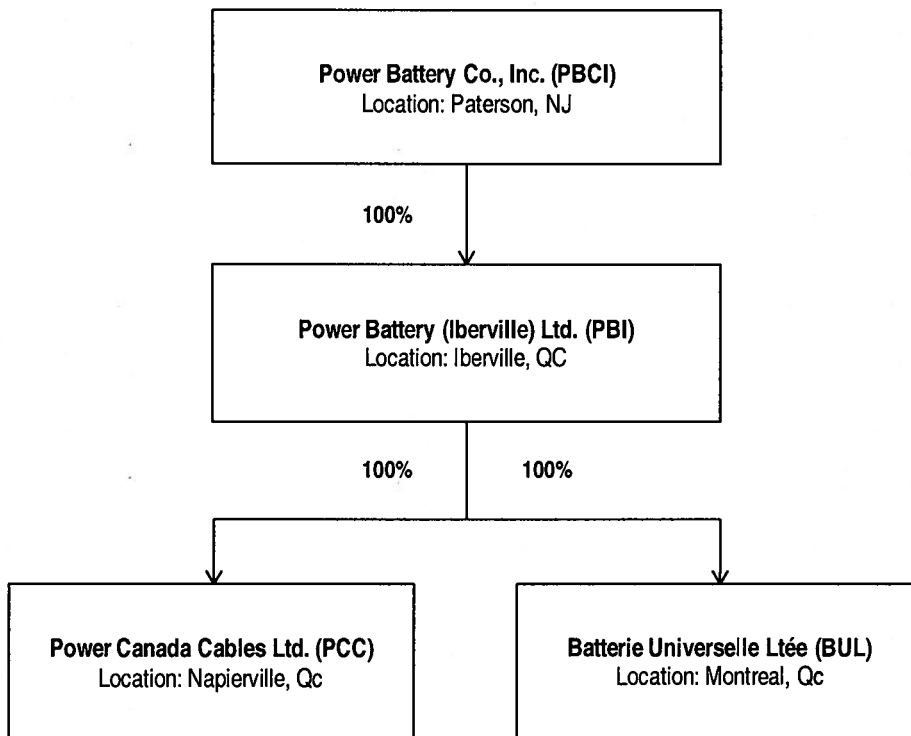 Power Battery Co., Inc. (PBCI)
Location: Paterson, NJ
100%
Power Battery (Iberville) Ltd. (PBI)
Location: Iberville, QC
100%
100%
Power Canada Cables Ltd. (PCC)
Location: Napierville, Qc
Batterie Universelle Ltée (BUL)
Location: Montreal, Qc